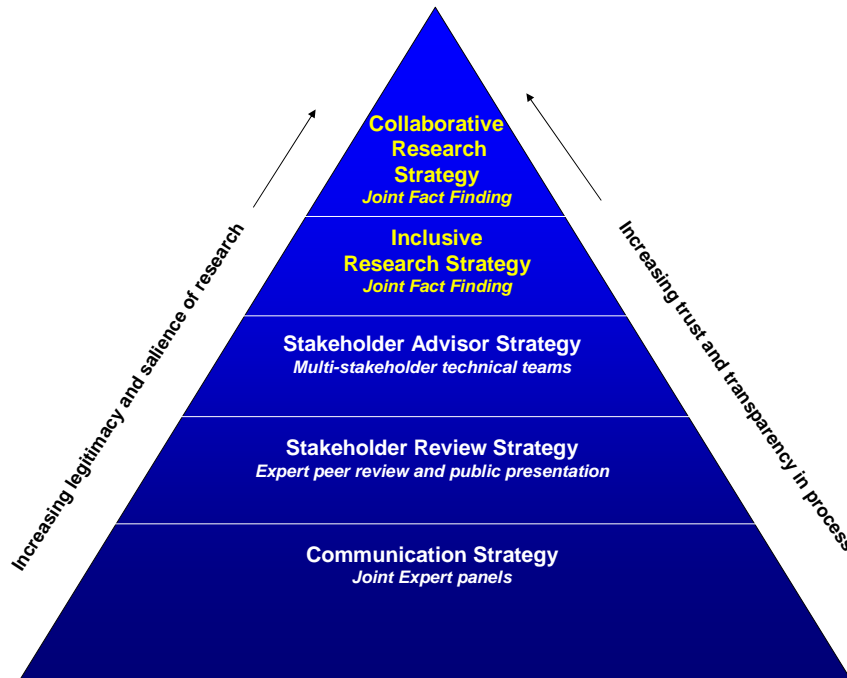 Collaborative
Research
Strategy
Joint Fact Finding
Inclusive
Research Strategy
Joint Fact Finding
Stakeholder Advisor Strategy
Multi-stakeholder technical teams
Stakeholder Review Strategy
Expert peer review and public presentation
Communication Strategy
Joint Expert panels
Increasing legitimacy and salience of research
Increasing trust and transparency in process